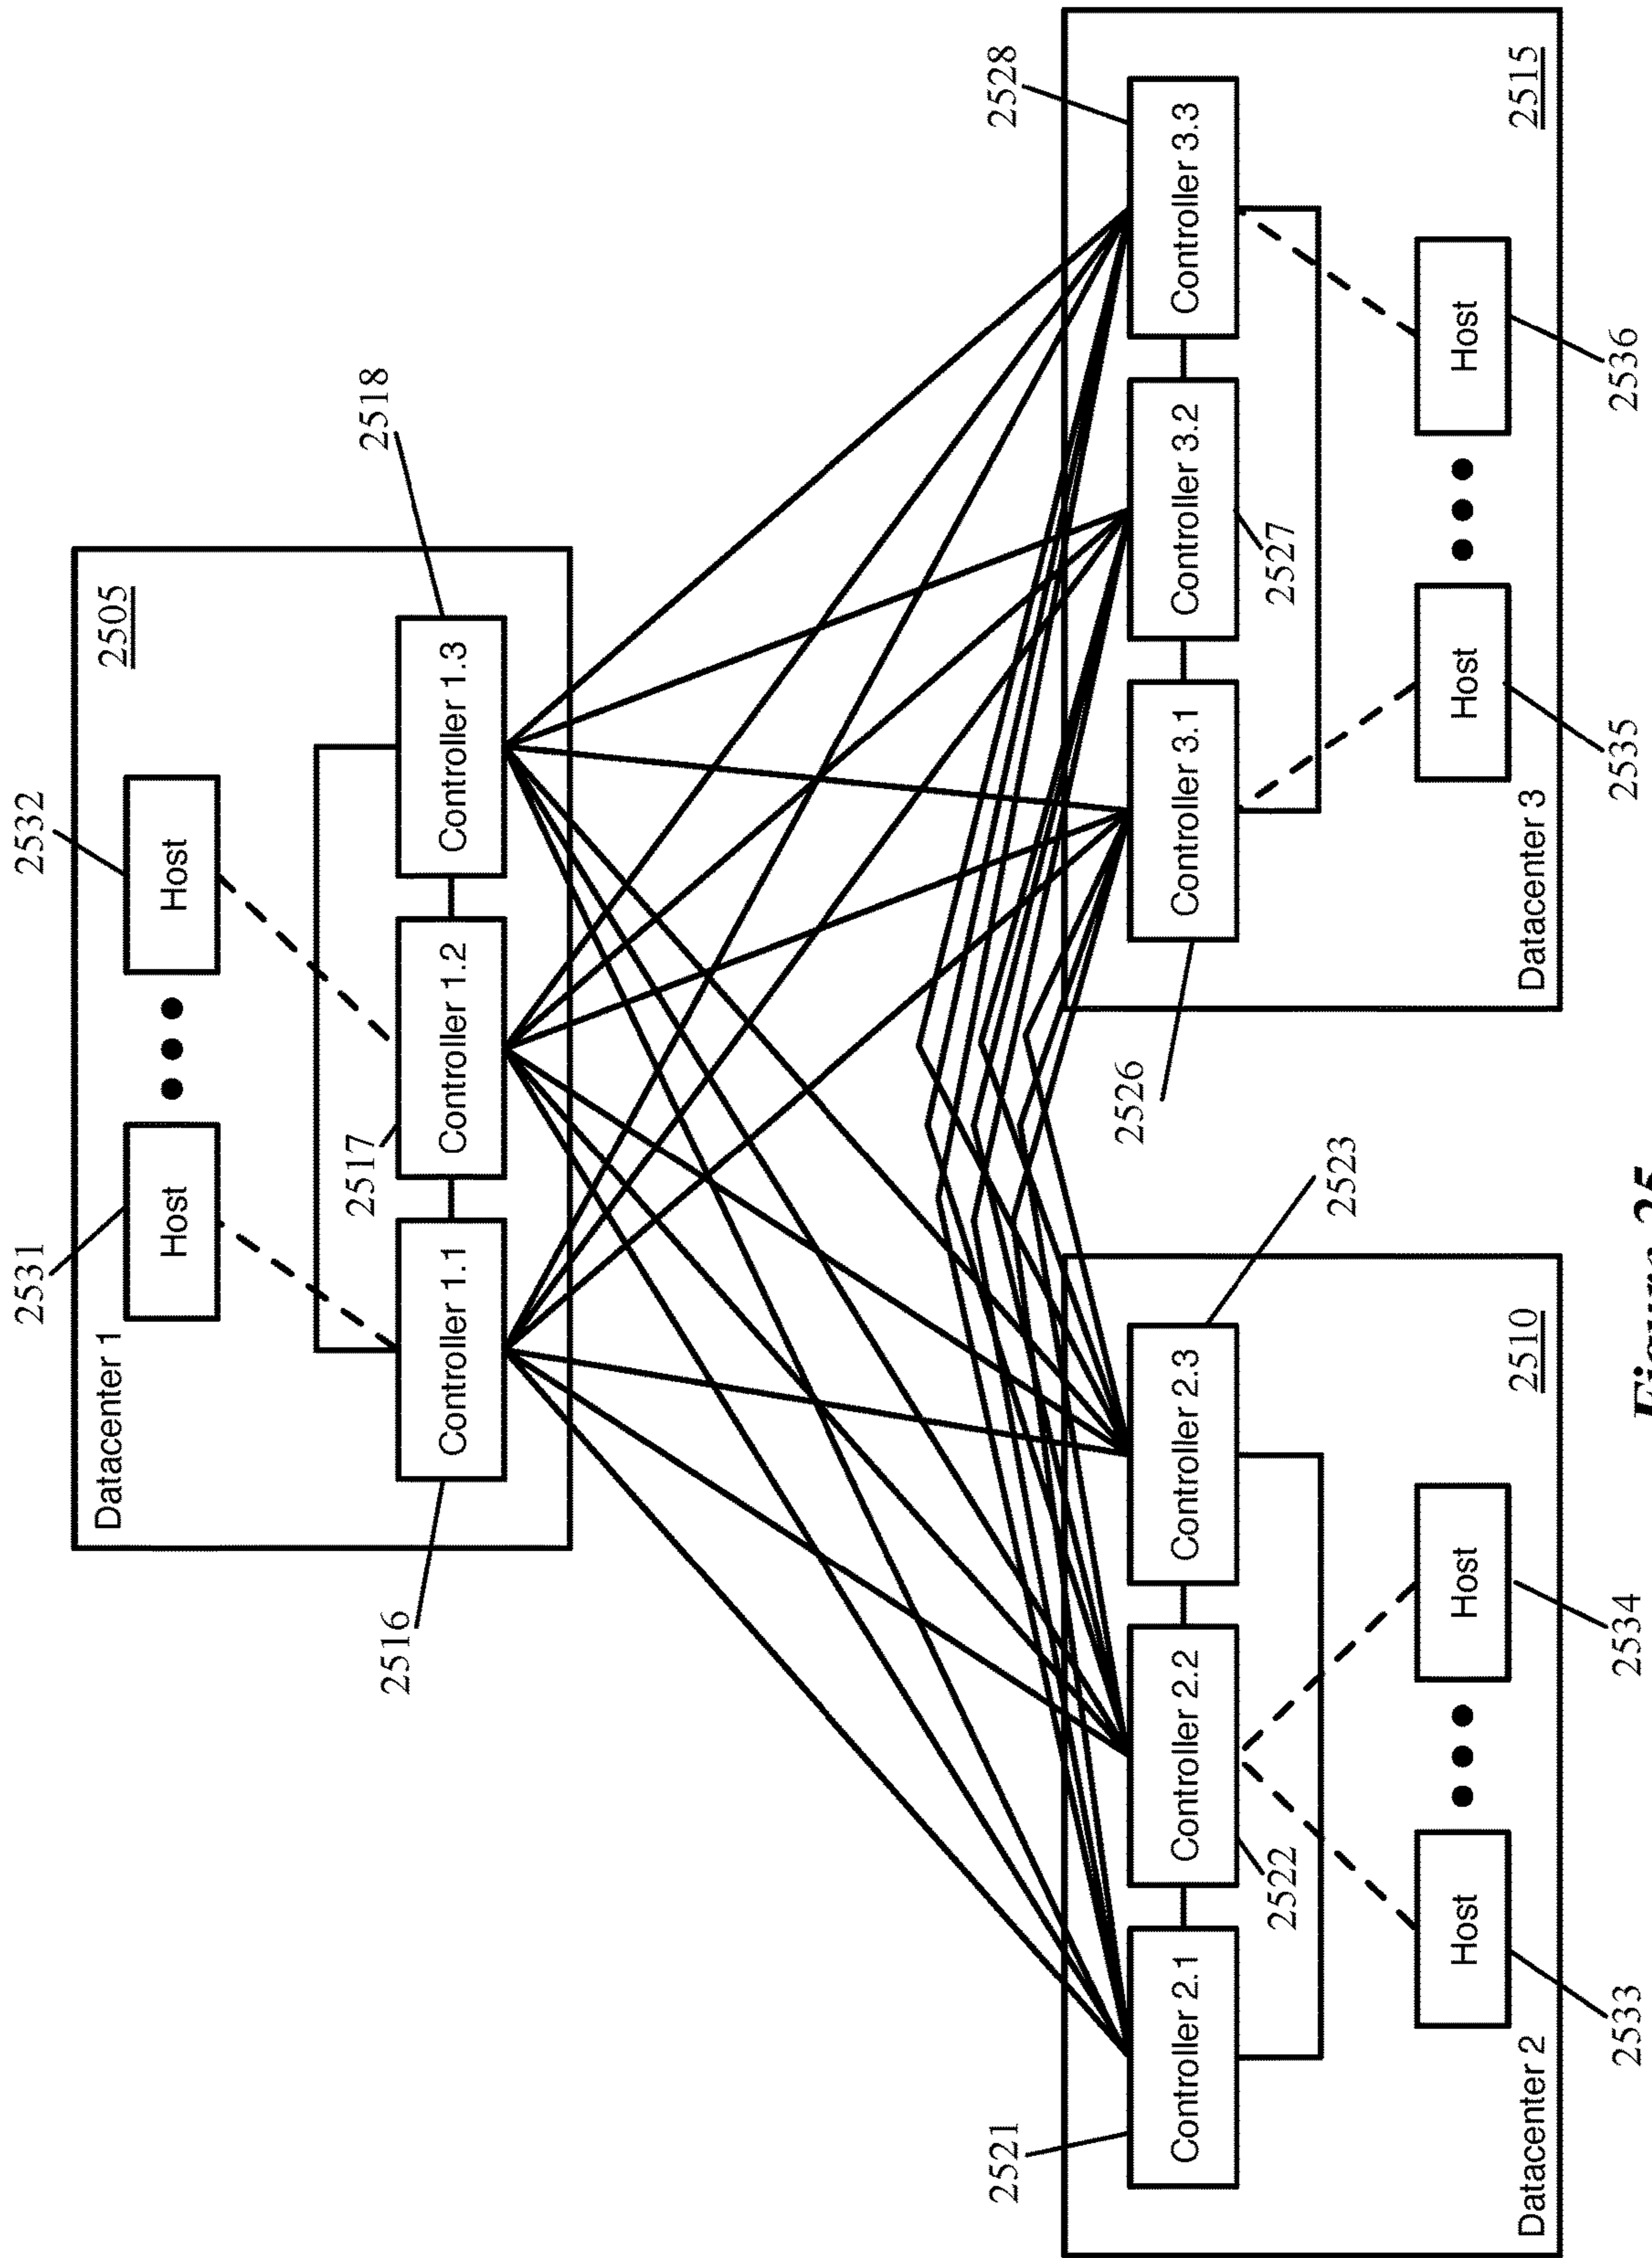 2531
2532
Datacenter 1
2505
Host
Host
2517
2516
2518
Controller 1.1
Controller 1.2
Controller 1.3
2521
2523
2526
2528
Controller 2.1
Controller 2.2
Controller 2.3
Controller 3.1
Controller 3.2
Controller 3.3
2522
2527
Host
Host
Host
Host
Datacenter 2
2510
Datacenter 3
2515
2533
2534
2535
2536
Figure 25